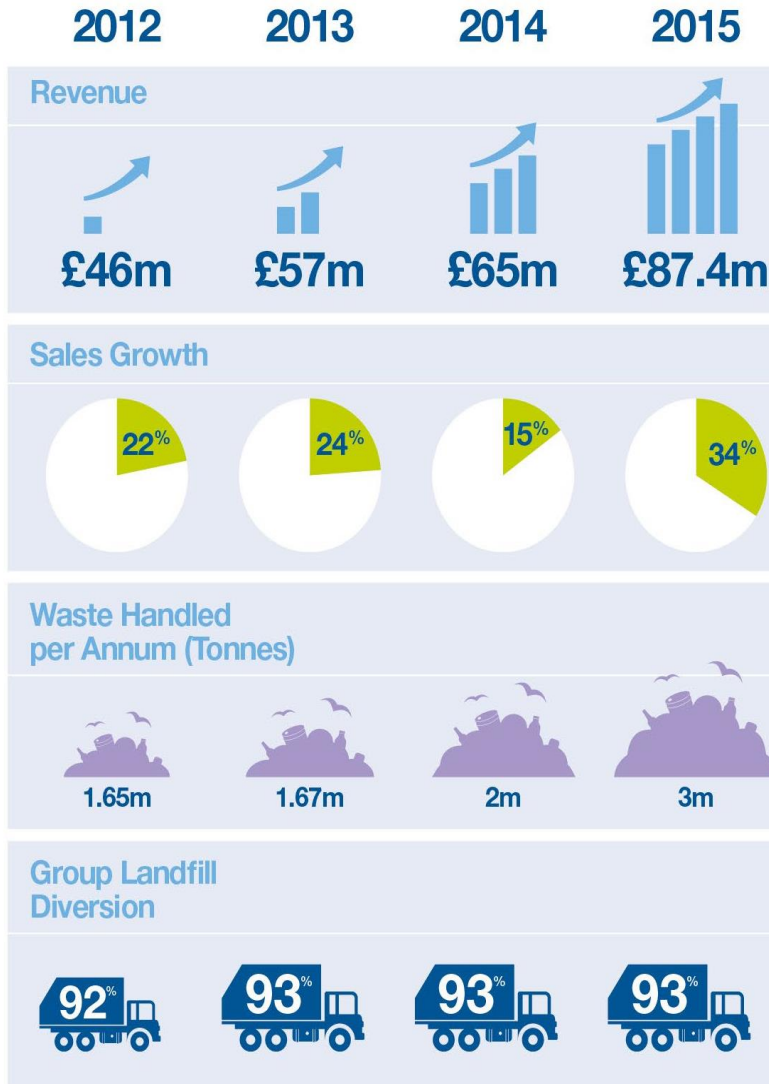 2012 2013 2014 2015
Revenue
£46m £57m £65m £87.4m
Sales Growth
22% 24% 15% 34%
Waste Handled
per Annum (Tonnes)
1.65m 1.67m 2m 3m
Group Landfill
Diversion
92% 93% 93% 93%